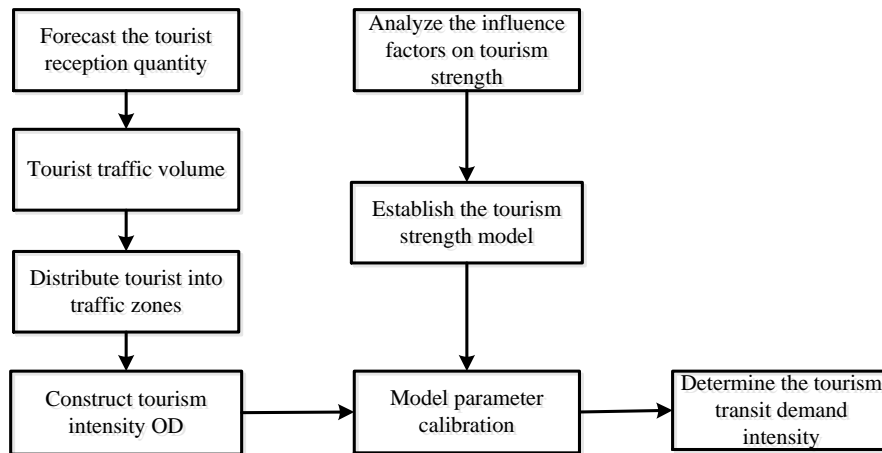 Forecast the tourist
reception quantity
Tourist traffic volume
Distribute tourist into
traffic zones
Construct tourism
intensity OD
Analyze the influence
factors on tourism
strength
Establish the tourism
strength model
Model parameter
calibration
Determine the tourism
transit demand
intensity